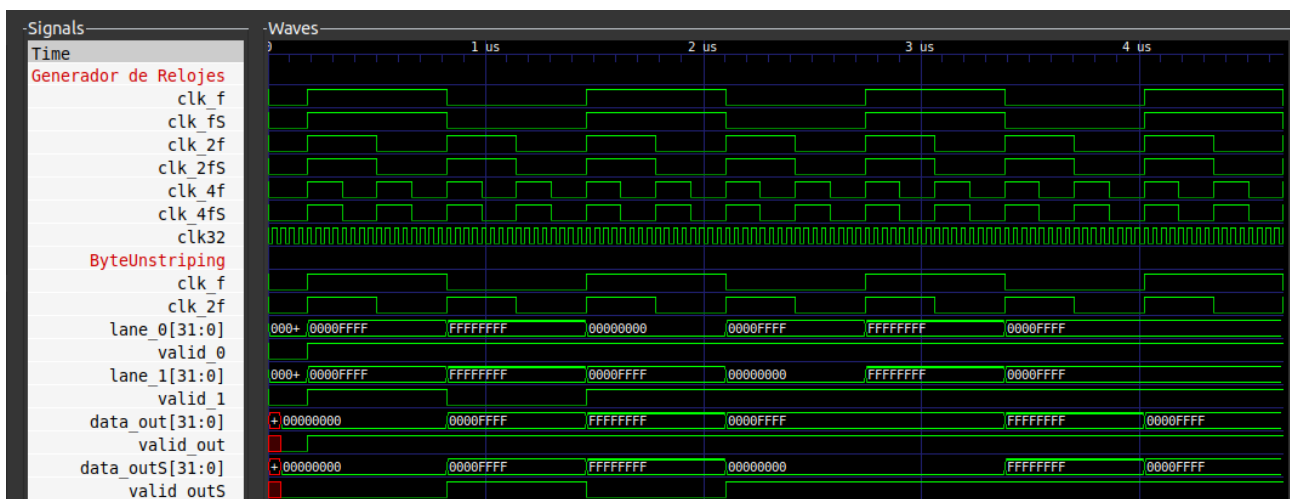 Signals Waves
Time 0 1 us 2 us 3 us 4 us
Generador de Relojes
clk_f
clk_fS
clk_2f
clk_2fS
clk_4f
clk_4fS
clk32
ByteUnstriping
clk_f
clk_2f
lane_0[31:0] 000+ 0000FFFF FFFFFFFF 00000000 0000FFFF FFFFFFFF 0000FFFF
valid_0
lane_1[31:0] 000+ 0000FFFF FFFFFFFF 0000FFFF 00000000 FFFFFFFF 0000FFFF
valid_1
data_out[31:0] + 00000000 0000FFFF FFFFFFFF 0000FFFF FFFFFFFF 0000FFFF
valid_out
data_outS[31:0] + 00000000 0000FFFF FFFFFFFF 00000000 FFFFFFFF 0000FFFF
valid_outS